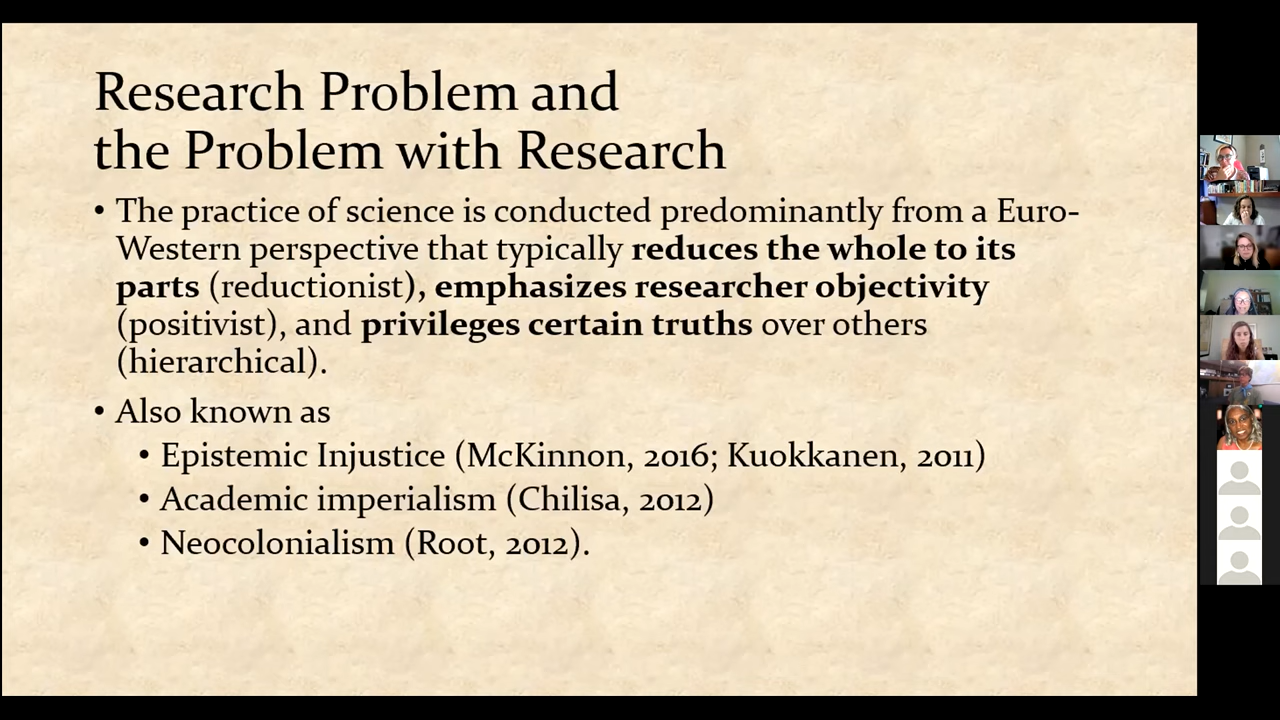 Research Problem and
the Problem with Research
• The practice of science is conducted predominantly from a Euro-
Western perspective that typically reduces the whole to its
parts (reductionist), emphasizes researcher objectivity
(positivist), and privileges certain truths over others
(hierarchical).
• Also known as
• Epistemic Injustice (McKinnon, 2016; Kuokkanen, 2011)
• Academic imperialism (Chilisa, 2012)
• Neocolonialism (Root, 2012).